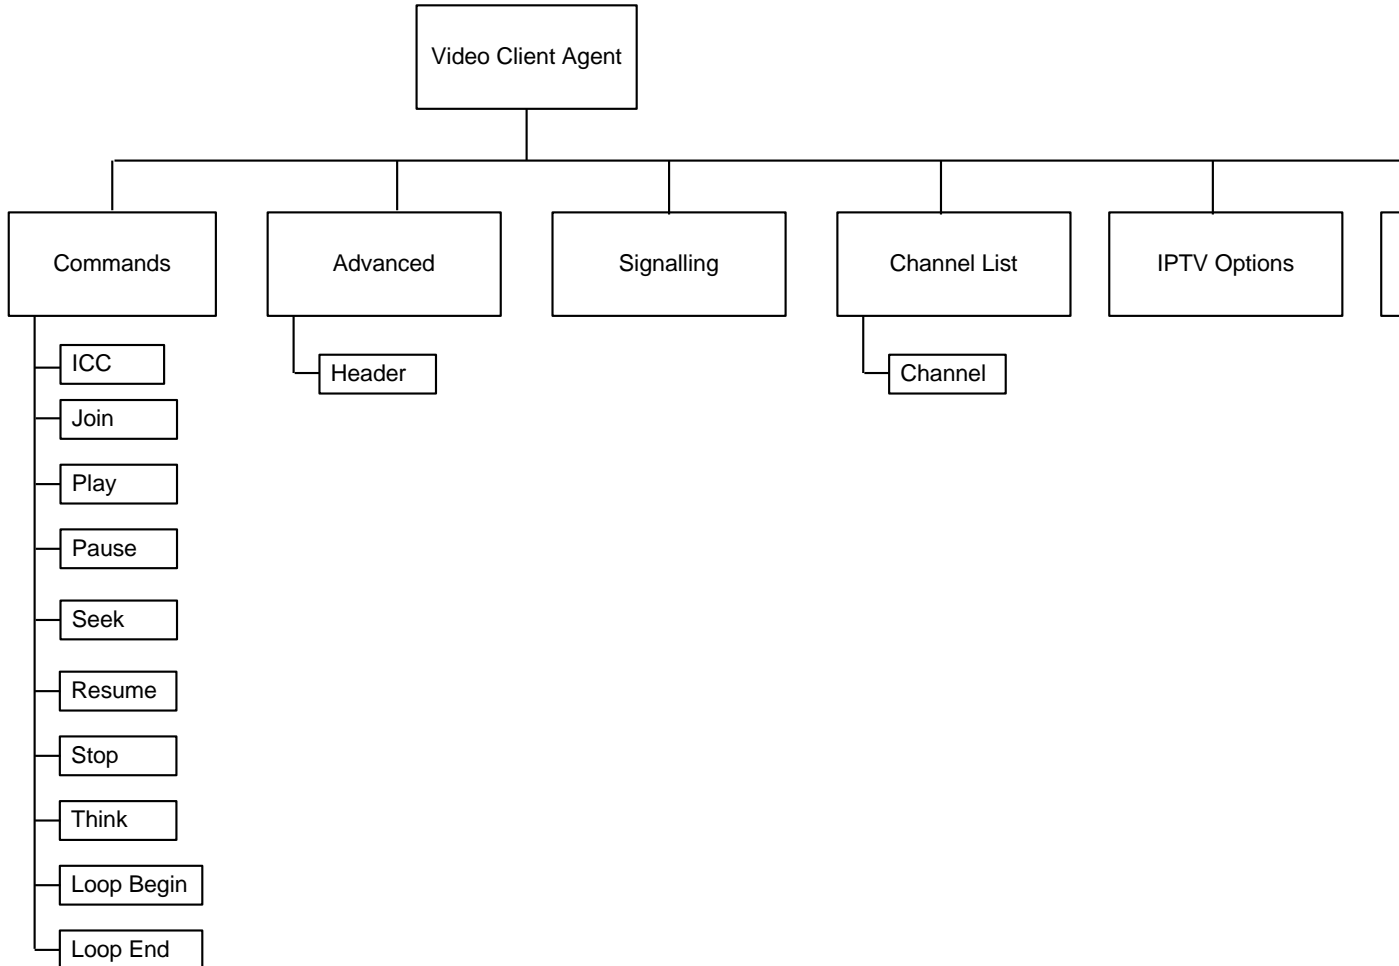 Video Client Agent
Commands
Advanced
Signalling
Channel List
IPTV Options
ICC
Join
Play
Pause
Seek
Resume
Stop
Think
Loop Begin
Loop End
Header
Channel